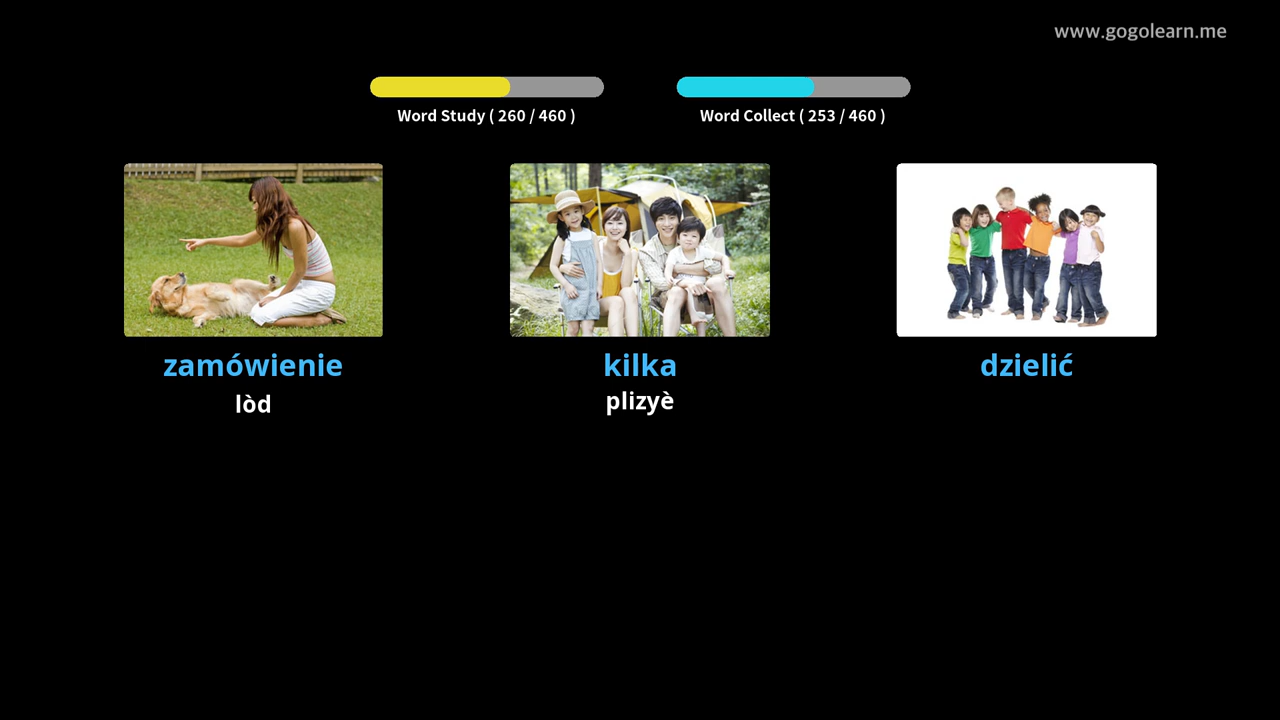 www.gogolearn.me
Word Study ( 260 / 460 )
Word Collect ( 253 / 460 )
zamówienie
lòd
kilka
plizyè
dzielić